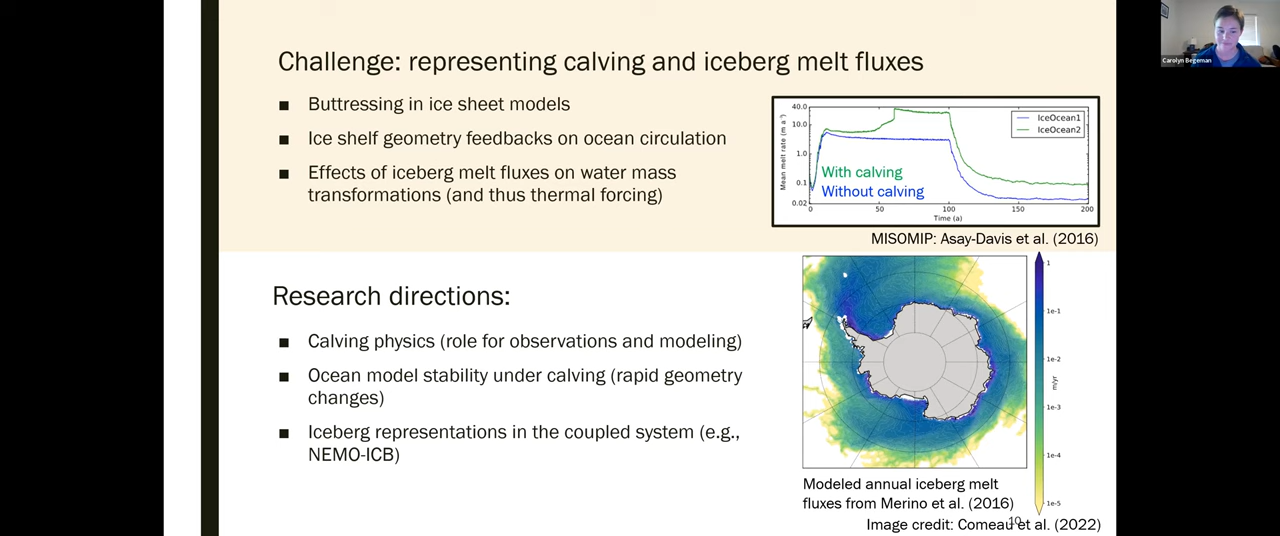 Challenge: representing calving and iceberg melt fluxes
■ Buttressing in ice sheet models
■ Ice shelf geometry feedbacks on ocean circulation
■ Effects of iceberg melt fluxes on water mass
transformations (and thus thermal forcing)
40.0
10.0
1.0
0.1
0.02
Mean melt rate (m a⁻¹)
IceOcean1
IceOcean2
With calving
Without calving
0 50 100 150 200
Time (a)
MISOMIP: Asay-Davis et al. (2016)
Research directions:
■ Calving physics (role for observations and modeling)
■ Ocean model stability under calving (rapid geometry
changes)
■ Iceberg representations in the coupled system (e.g.,
NEMO-ICB)
1
1e-1
1e-2
1e-3
1e-4
1e-5
m/yr
Modeled annual iceberg melt
fluxes from Merino et al. (2016)
10
Image credit: Comeau et al. (2022)
Carolyn Begeman